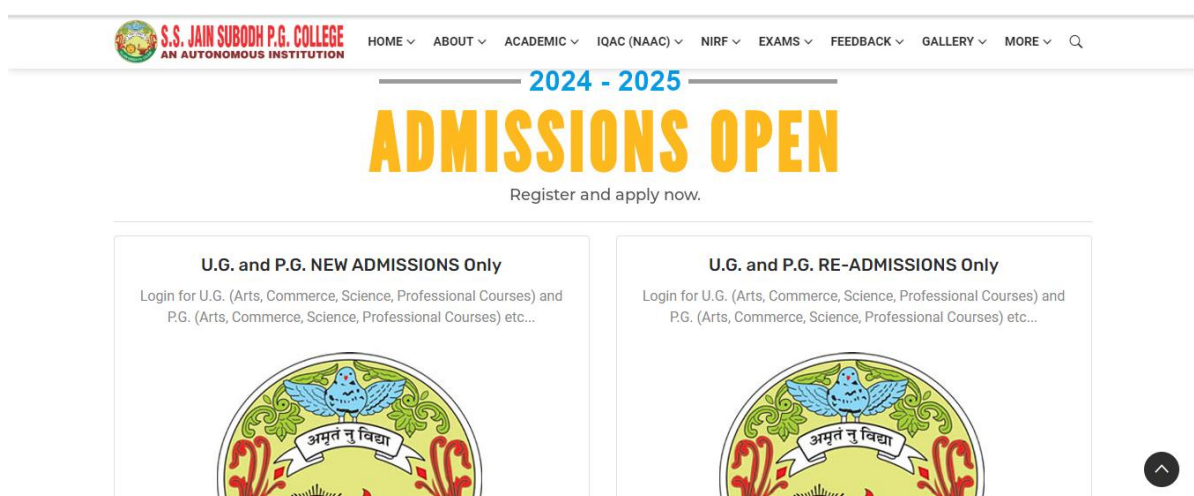 S.S. JAIN SUBODH P.G. COLLEGE
AN AUTONOMOUS INSTITUTION
HOME ABOUT ACADEMIC IQAC (NAAC) NIRF EXAMS FEEDBACK GALLERY MORE
2024 - 2025
ADMISSIONS OPEN
Register and apply now.
U.G. and P.G. NEW ADMISSIONS Only
Login for U.G. (Arts, Commerce, Science, Professional Courses) and
P.G. (Arts, Commerce, Science, Professional Courses) etc...
अमृतं नु विद्या
U.G. and P.G. RE-ADMISSIONS Only
Login for U.G. (Arts, Commerce, Science, Professional Courses) and
P.G. (Arts, Commerce, Science, Professional Courses) etc...
अमृतं नु विद्या